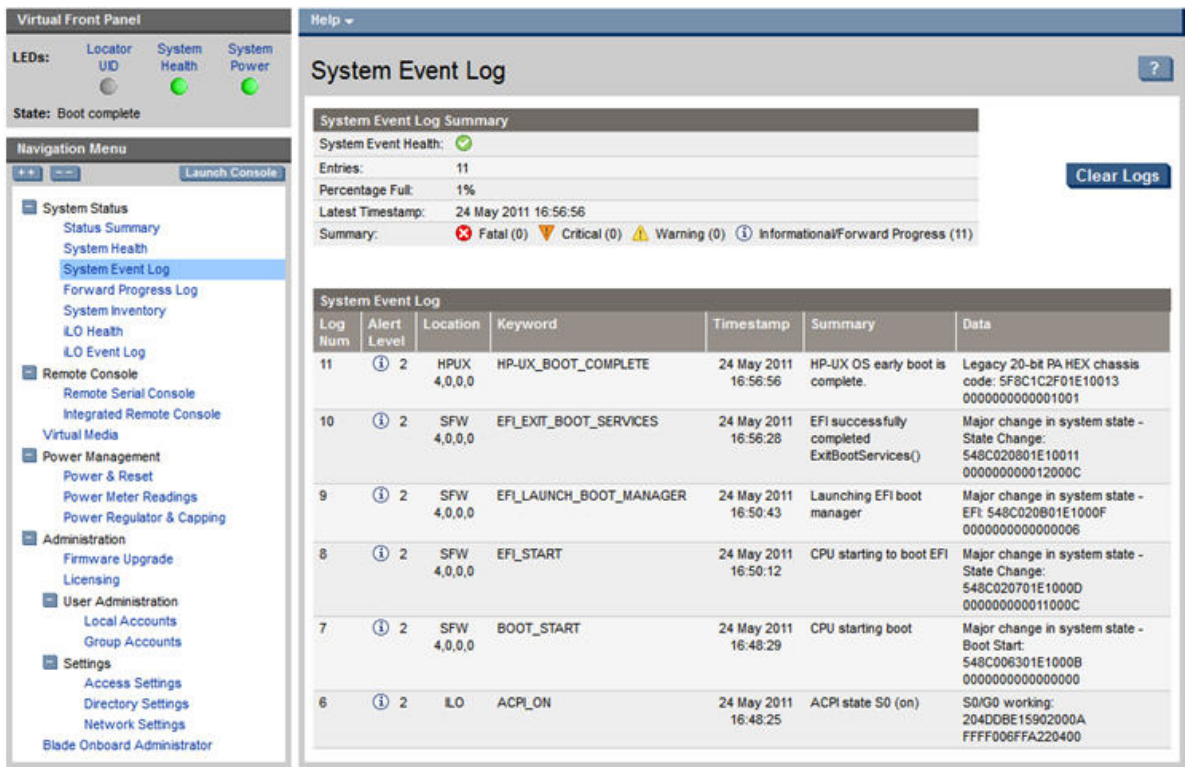 Virtual Front Panel
LEDs:
Locator UID
System Health
System Power
State: Boot complete
Navigation Menu
++ -- Launch Console
System Status
Status Summary
System Health
System Event Log
Forward Progress Log
System Inventory
iLO Health
iLO Event Log
Remote Console
Remote Serial Console
Integrated Remote Console
Virtual Media
Power Management
Power & Reset
Power Meter Readings
Power Regulator & Capping
Administration
Firmware Upgrade
Licensing
User Administration
Local Accounts
Group Accounts
Settings
Access Settings
Directory Settings
Network Settings
Blade Onboard Administrator
Help
System Event Log
?
System Event Log Summary
System Event Health:
Entries: 11
Percentage Full: 1%
Latest Timestamp: 24 May 2011 16:56:56
Summary: Fatal (0) Critical (0) Warning (0) Informational/Forward Progress (11)
Clear Logs
System Event Log
Log Num Alert Level Location Keyword Timestamp Summary Data
11 2 HPUX HP-UX_BOOT_COMPLETE 24 May 2011 HP-UX OS early boot is Legacy 20-bit PA HEX chassis
4,0,0,0 16:56:56 complete. code: 5F8C1C2F01E10013
0000000000001001
10 2 SFW EFI_EXIT_BOOT_SERVICES 24 May 2011 EFI successfully Major change in system state -
4,0,0,0 16:56:28 completed State Change:
ExitBootServices() 548C020801E10011
000000000012000C
9 2 SFW EFI_LAUNCH_BOOT_MANAGER 24 May 2011 Launching EFI boot Major change in system state -
4,0,0,0 16:50:43 manager EFI: 548C020B01E1000F
0000000000000006
8 2 SFW EFI_START 24 May 2011 CPU starting to boot EFI Major change in system state -
4,0,0,0 16:50:12 State Change:
548C020701E1000D
000000000011000C
7 2 SFW BOOT_START 24 May 2011 CPU starting boot Major change in system state -
4,0,0,0 16:48:29 Boot Start:
548C006301E1000B
0000000000000000
6 2 ILO ACPI_ON 24 May 2011 ACPI state S0 (on) S0/G0 working:
16:48:25 204DDBE15902000A
FFFF006FFA220400